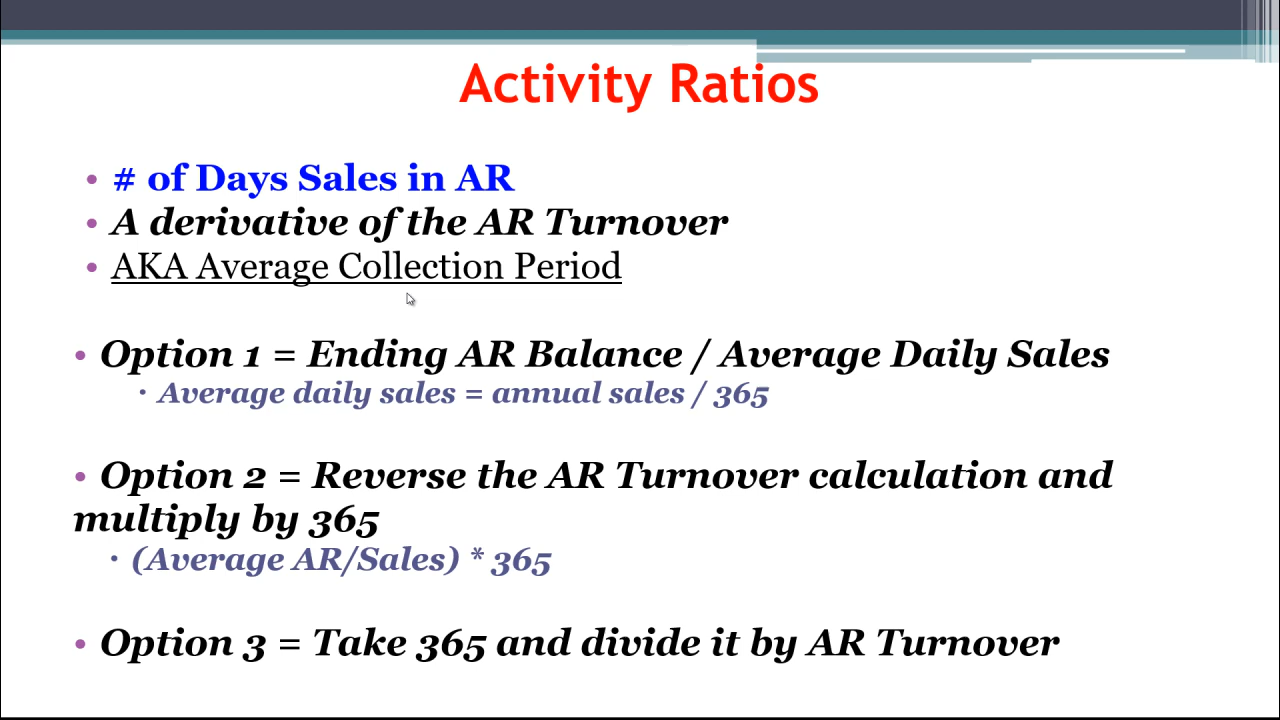 Activity Ratios
• # of Days Sales in AR
• A derivative of the AR Turnover
• AKA Average Collection Period
• Option 1 = Ending AR Balance / Average Daily Sales
▪ Average daily sales = annual sales / 365
• Option 2 = Reverse the AR Turnover calculation and
multiply by 365
▪ (Average AR/Sales) * 365
• Option 3 = Take 365 and divide it by AR Turnover